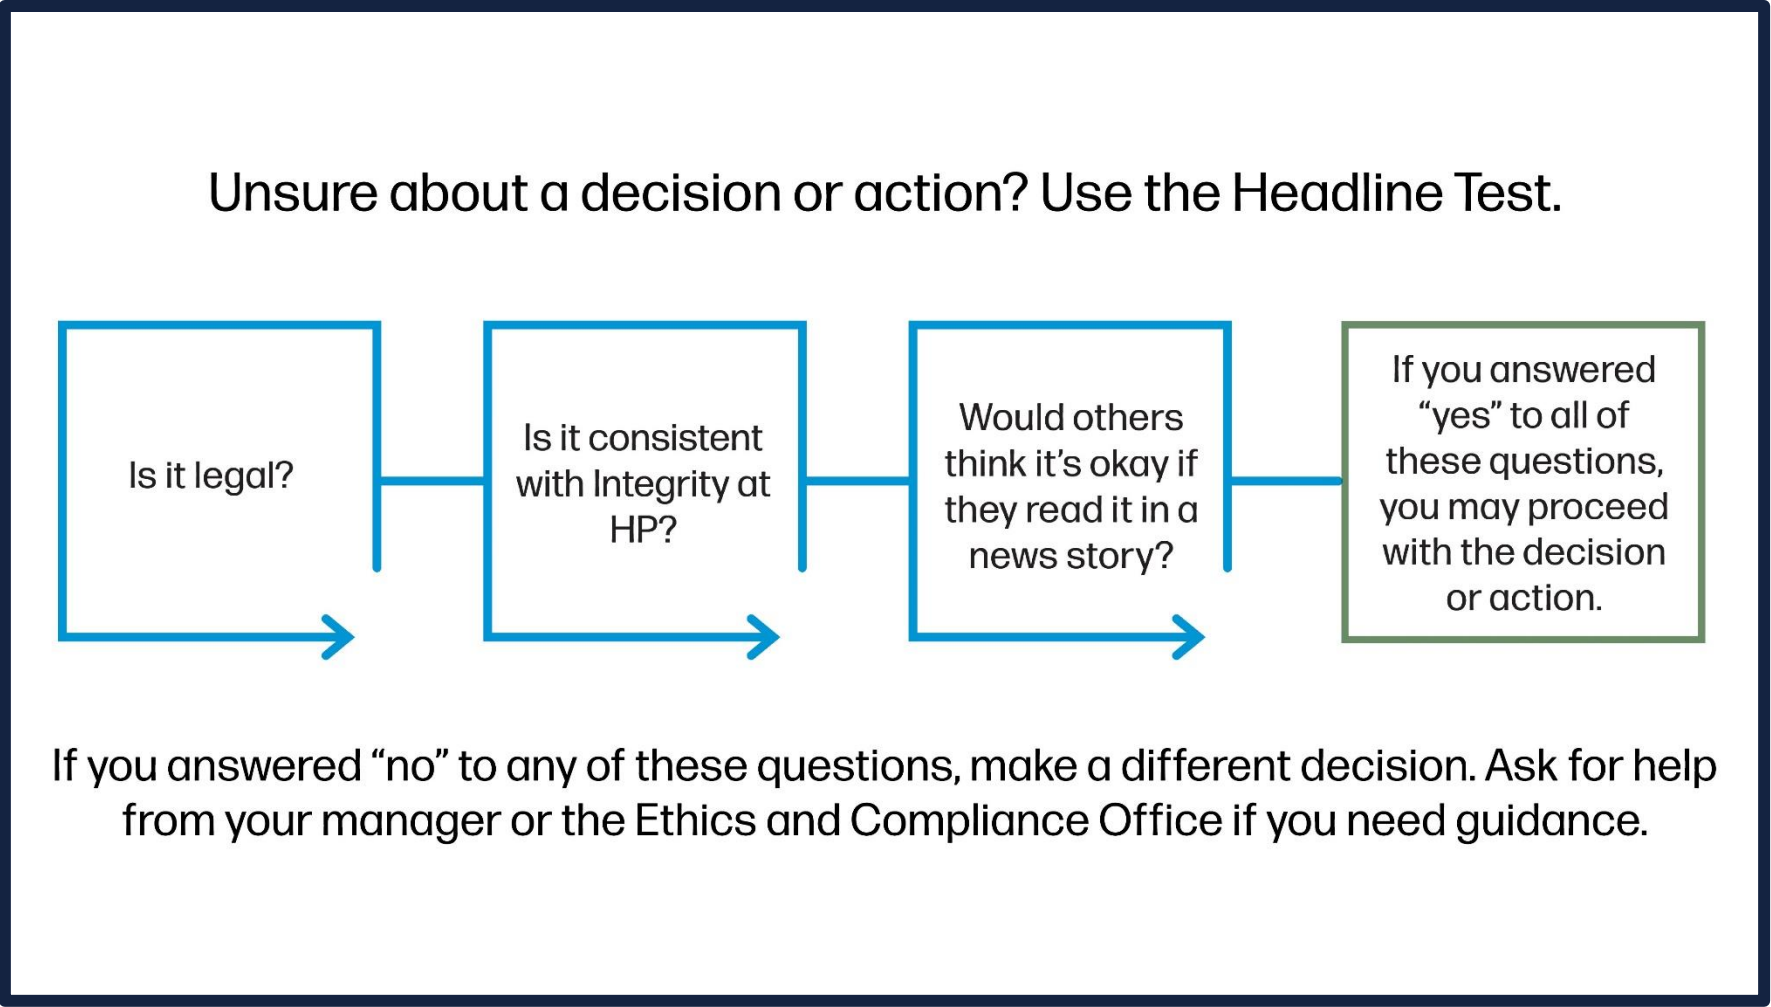 Unsure about a decision or action? Use the Headline Test.
Is it legal?
Is it consistent
with Integrity at
HP?
Would others
think it’s okay if
they read it in a
news story?
If you answered
“yes” to all of
these questions,
you may proceed
with the decision
or action.
If you answered “no” to any of these questions, make a different decision. Ask for help
from your manager or the Ethics and Compliance Office if you need guidance.